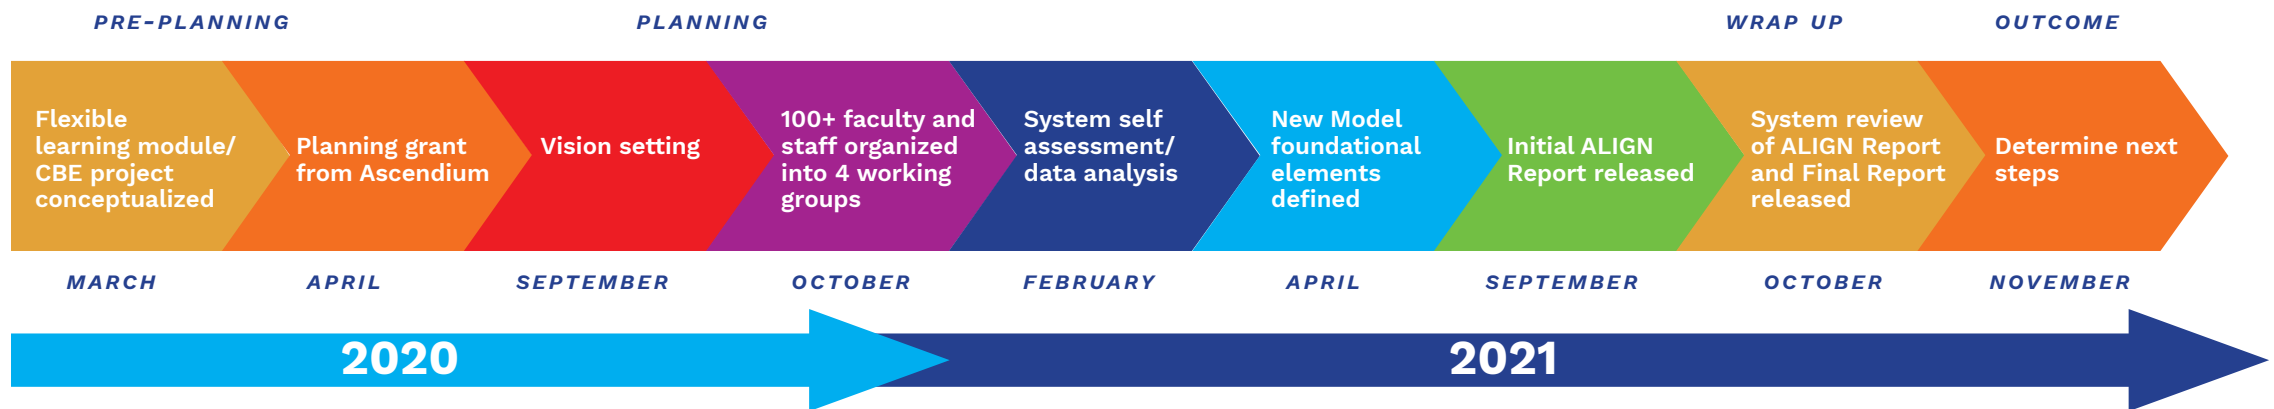 PRE-PLANNING
PLANNING
WRAP UP
OUTCOME
Flexible
learning module/
CBE project
conceptualized
Planning grant
from Ascendium
Vision setting
100+ faculty and
staff organized
into 4 working
groups
System self
assessment/
data analysis
New Model
foundational
elements
defined
Initial ALIGN
Report released
System review
of ALIGN Report
and Final Report
released
Determine next
steps
MARCH
APRIL
SEPTEMBER
OCTOBER
FEBRUARY
APRIL
SEPTEMBER
OCTOBER
NOVEMBER
2020
2021